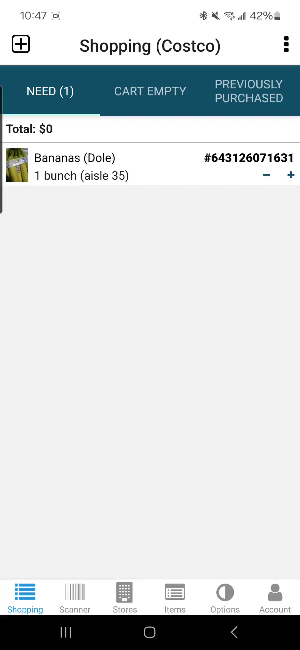 10:47
42%
Shopping (Costco)
NEED (1)
CART EMPTY
PREVIOUSLY
PURCHASED
Total: $0
Bananas (Dole)
#643126071631
1 bunch (aisle 35)
Shopping
Scanner
Stores
Items
Options
Account